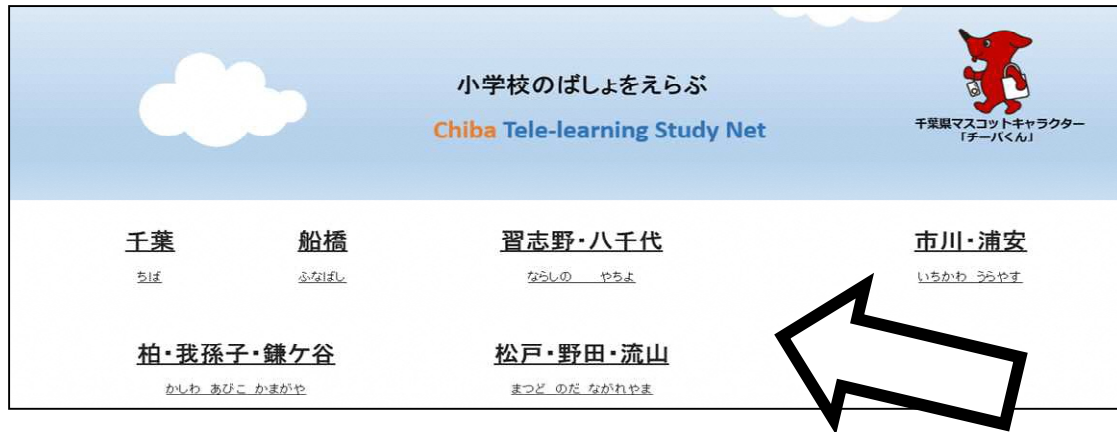 小学校のばしょをえらぶ
Chiba Tele-learning Study Net
千葉県マスコットキャラクター
「チーバくん」
千葉 船橋 習志野・八千代 市川・浦安
ちば ふなばし ならしの やちよ いちかわ うらやす
柏・我孫子・鎌ケ谷 松戸・野田・流山
かしわ あびこ かまがや まつど のだ ながれやま